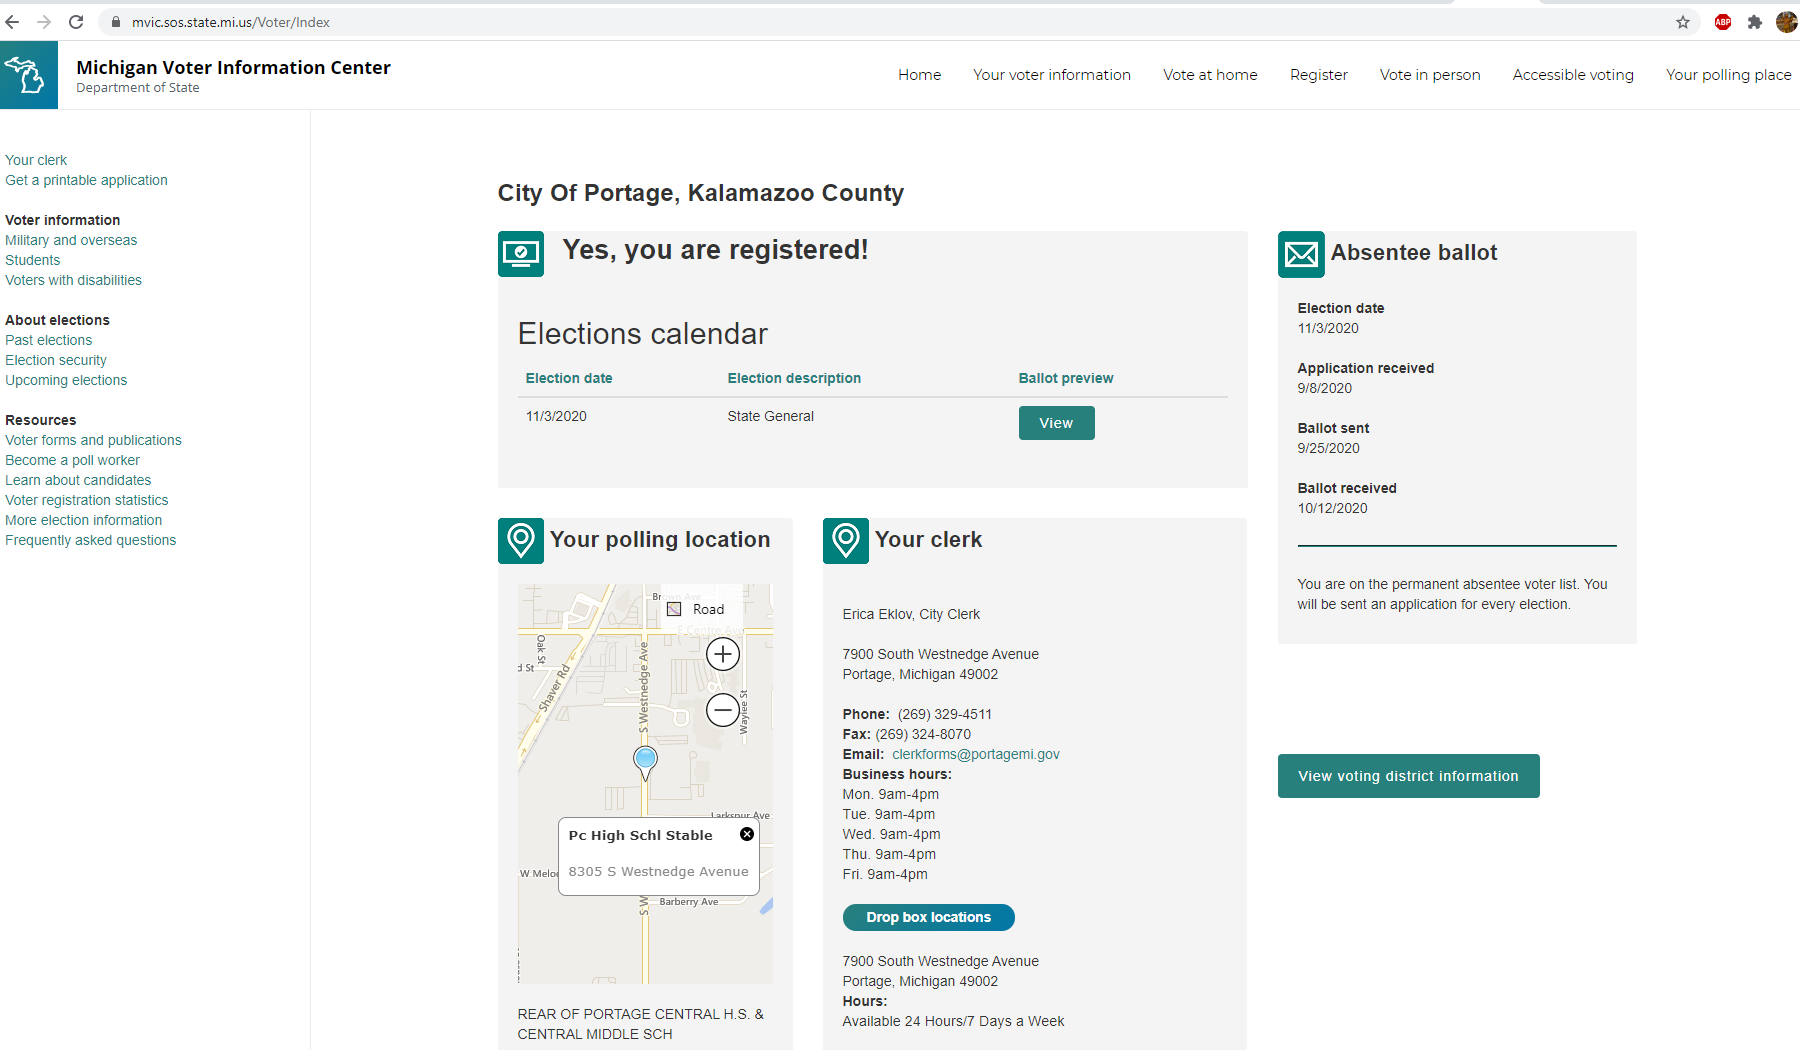 mvic.sos.state.mi.us/Voter/Index
ABP
Michigan Voter Information Center
Department of State
Home
Your voter information
Vote at home
Register
Vote in person
Accessible voting
Your polling place
Your clerk
Get a printable application
Voter information
Military and overseas
Students
Voters with disabilities
About elections
Past elections
Election security
Upcoming elections
Resources
Voter forms and publications
Become a poll worker
Learn about candidates
Voter registration statistics
More election information
Frequently asked questions
City Of Portage, Kalamazoo County
Yes, you are registered!
Elections calendar
Election date Election description Ballot preview
11/3/2020 State General View
Your polling location
Brown Ave
Road
E Centre Ave
Oak St
d St
Shaver Rd
S Westnedge Ave
Waylee St
Larkspur Ave
Pc High Schl Stable
8305 S Westnedge Avenue
W Meloc
Barberry Ave
S W
REAR OF PORTAGE CENTRAL H.S. &
CENTRAL MIDDLE SCH
Your clerk
Erica Eklov, City Clerk
7900 South Westnedge Avenue
Portage, Michigan 49002
Phone: (269) 329-4511
Fax: (269) 324-8070
Email: clerkforms@portagemi.gov
Business hours:
Mon. 9am-4pm
Tue. 9am-4pm
Wed. 9am-4pm
Thu. 9am-4pm
Fri. 9am-4pm
Drop box locations
7900 South Westnedge Avenue
Portage, Michigan 49002
Hours:
Available 24 Hours/7 Days a Week
Absentee ballot
Election date
11/3/2020
Application received
9/8/2020
Ballot sent
9/25/2020
Ballot received
10/12/2020
You are on the permanent absentee voter list. You
will be sent an application for every election.
View voting district information